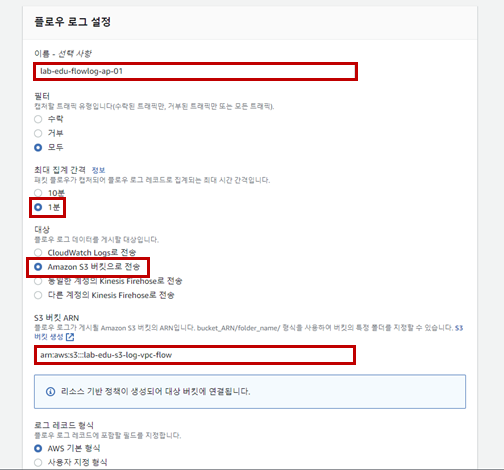 플로우 로그 설정
이름 - 선택 사항
lab-edu-flowlog-ap-01
필터
캡처할 트래픽 유형입니다(수락된 트래픽만, 거부된 트래픽만 또는 모든 트래픽).
수락
거부
모두
최대 집계 간격 정보
패킷 플로우가 캡처되어 플로우 로그 레코드로 집계되는 최대 시간 간격입니다.
10분
1분
대상
플로우 로그 데이터를 게시할 대상입니다.
CloudWatch Logs로 전송
Amazon S3 버킷으로 전송
동일한 계정의 Kinesis Firehose로 전송
다른 계정의 Kinesis Firehose로 전송
S3 버킷 ARN
플로우 로그가 게시될 Amazon S3 버킷의 ARN입니다. bucket_ARN/folder_name/ 형식을 사용하여 버킷의 특정 폴더를 지정할 수 있습니다. S3
버킷 생성
arn:aws:s3:::lab-edu-s3-log-vpc-flow
리소스 기반 정책이 생성되어 대상 버킷에 연결됩니다.
로그 레코드 형식
플로우 로그 레코드에 포함할 필드를 지정합니다.
AWS 기본 형식
사용자 지정 형식